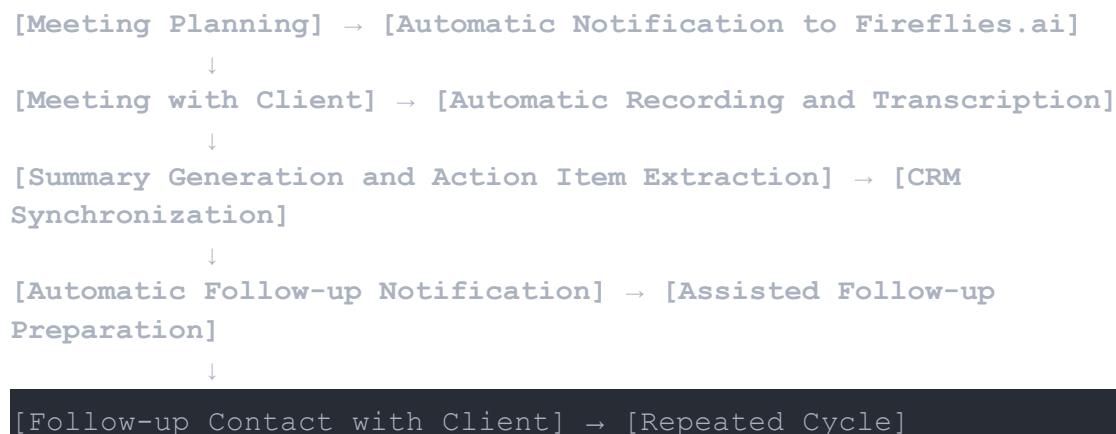 [Meeting Planning] → [Automatic Notification to Fireflies.ai]
↓
[Meeting with Client] → [Automatic Recording and Transcription]
↓
[Summary Generation and Action Item Extraction] → [CRM
Synchronization]
↓
[Automatic Follow-up Notification] → [Assisted Follow-up
Preparation]
↓
[Follow-up Contact with Client] → [Repeated Cycle]